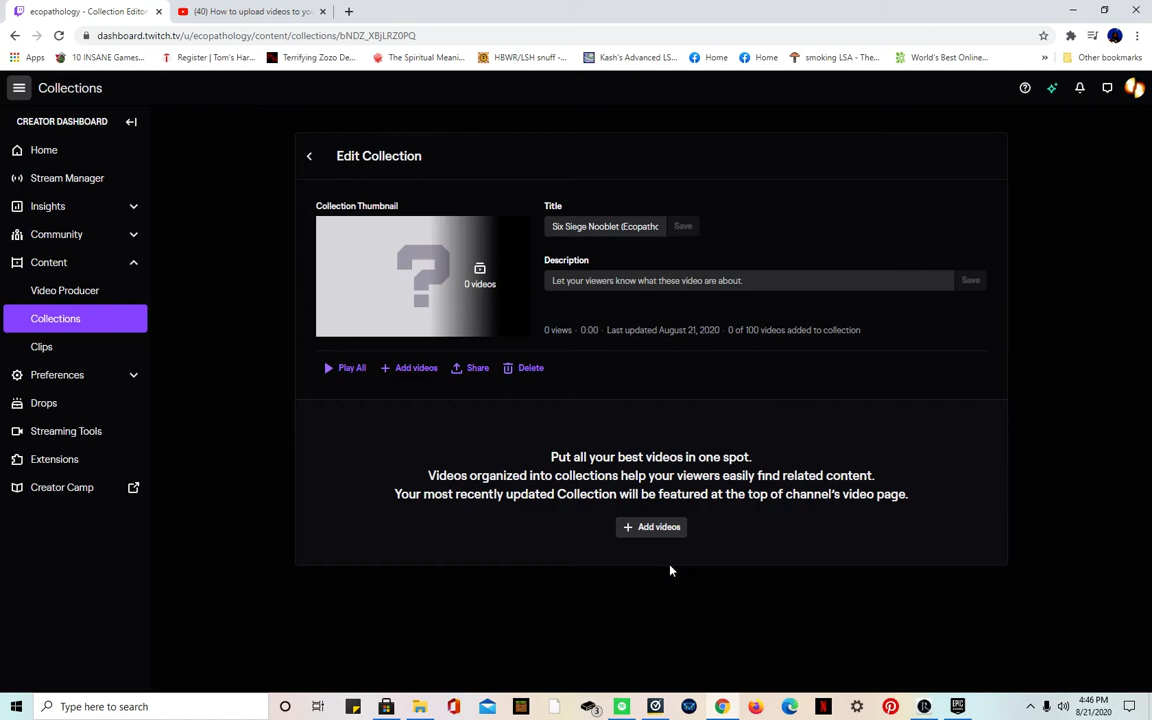 ecopathology - Collection Editor
(40) How to upload videos to yo
dashboard.twitch.tv/u/ecopathology/content/collections/bNDZ_XBjLRZ0PQ
Apps
10 INSANE Games...
Register | Tom's Har...
Terrifying Zozo De...
The Spiritual Meani...
HBWR/LSH snuff -...
Kash's Advanced LS...
Home
Home
smoking LSA - The...
World's Best Online...
»
Other bookmarks
Collections
CREATOR DASHBOARD
Home
Stream Manager
Insights
Community
Content
Video Producer
Collections
Clips
Preferences
Drops
Streaming Tools
Extensions
Creator Camp
Edit Collection
Collection Thumbnail
?
0 videos
Title
Six Siege Nooblet (Ecopatho
Save
Description
Let your viewers know what these video are about.
Save
0 views · 0:00 · Last updated August 21, 2020 · 0 of 100 videos added to collection
Play All
Add videos
Share
Delete
Put all your best videos in one spot.
Videos organized into collections help your viewers easily find related content.
Your most recently updated Collection will be featured at the top of channel's video page.
+ Add videos
Type here to search
3
4:46 PM
8/21/2020